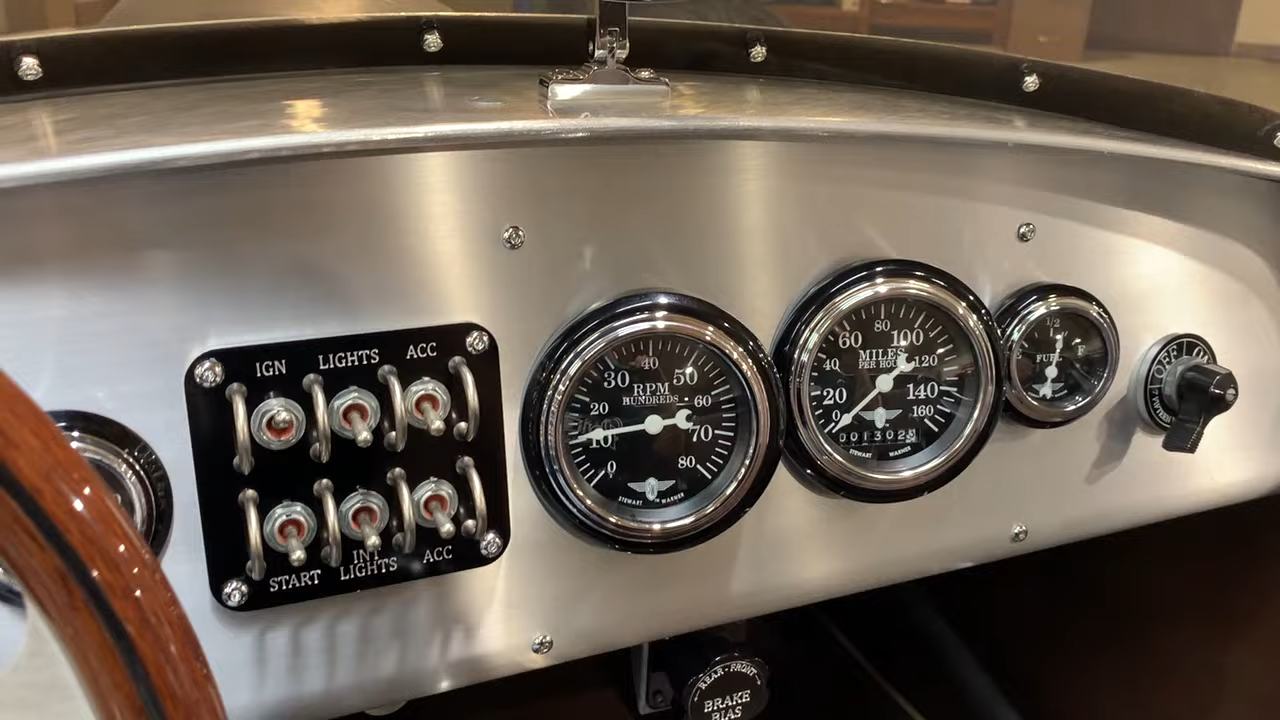 IGN LIGHTS ACC
START INT LIGHTS ACC
0 10 20 30 40 50 60 70 80
RPM
HUNDREDS
STEWART WARNER
0 20 40 60 80 100 120 140 160
MILES
PER HOUR
STEWART WARNER
1/2
FUEL F
OFF
REAR - FRONT
BRAKE
BIAS